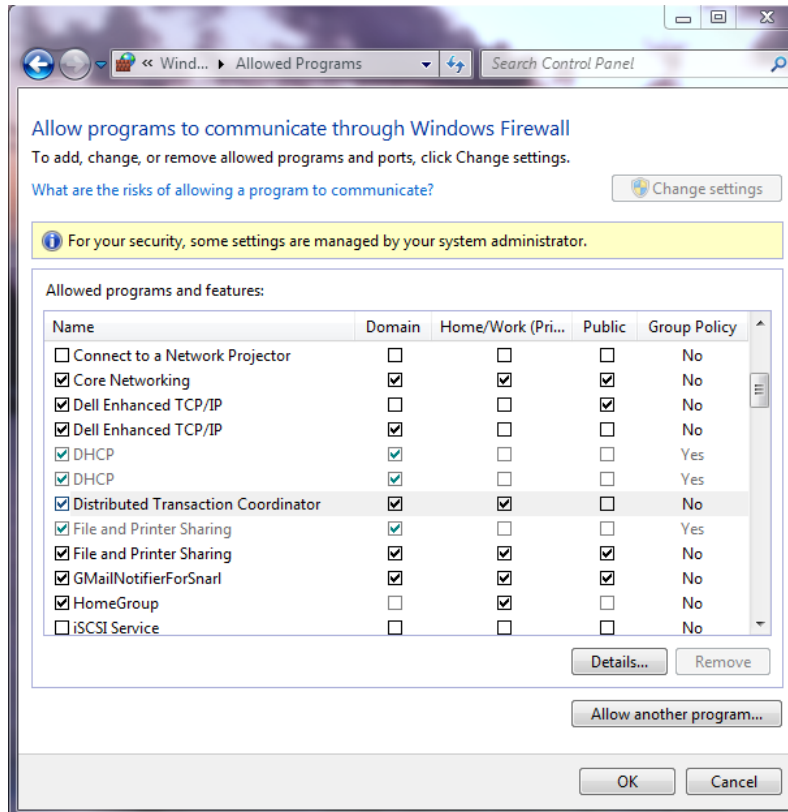 « Wind... ▸ Allowed Programs
Search Control Panel
Allow programs to communicate through Windows Firewall
To add, change, or remove allowed programs and ports, click Change settings.
What are the risks of allowing a program to communicate?
Change settings
For your security, some settings are managed by your system administrator.
Allowed programs and features:
Name Domain Home/Work (Pri... Public Group Policy
Connect to a Network Projector No
Core Networking No
Dell Enhanced TCP/IP No
Dell Enhanced TCP/IP No
DHCP Yes
DHCP Yes
Distributed Transaction Coordinator No
File and Printer Sharing Yes
File and Printer Sharing No
GMailNotifierForSnarl No
HomeGroup No
iSCSI Service No
Details... Remove
Allow another program...
OK Cancel